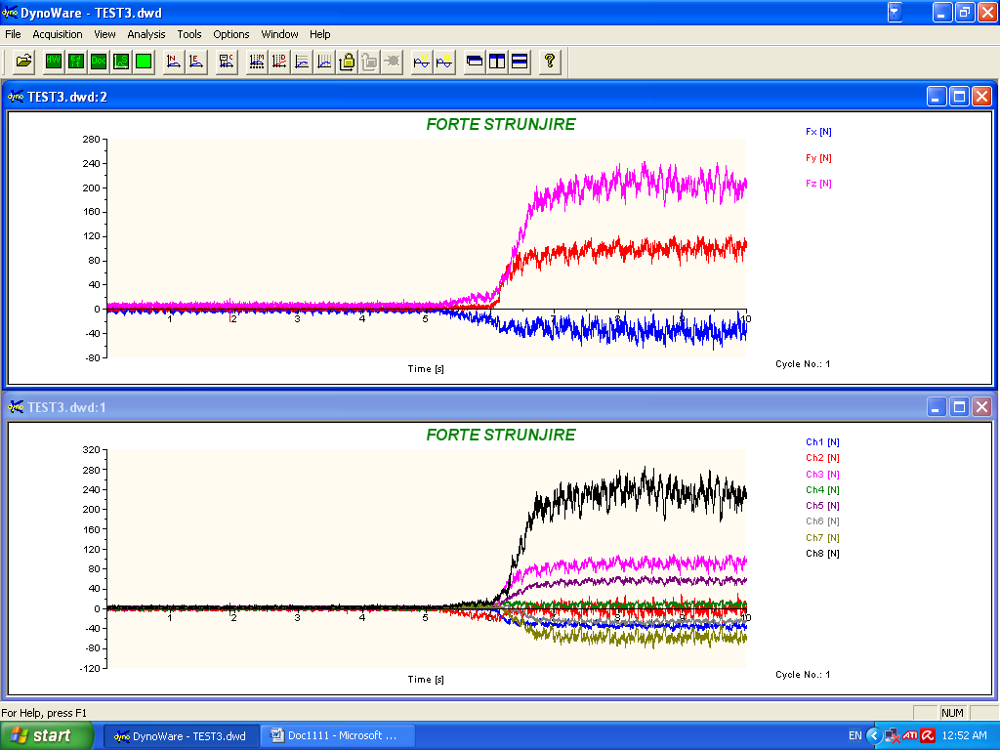 DynoWare - TEST3.dwd
File Acquisition View Analysis Tools Options Window Help
TEST3.dwd:2
FORTE STRUNJIRE
280
240
200
160
120
80
40
0
-40
-80
1 2 3 4 5 7 8 9 10
Time [s]
Fx [N]
Fy [N]
Fz [N]
Cycle No.: 1
TEST3.dwd:1
FORTE STRUNJIRE
320
280
240
200
160
120
80
40
0
-40
-80
-120
1 2 3 4 5 7 8 9 10
Time [s]
Ch1 [N]
Ch2 [N]
Ch3 [N]
Ch4 [N]
Ch5 [N]
Ch6 [N]
Ch7 [N]
Ch8 [N]
Cycle No.: 1
For Help, press F1
NUM
start
DynoWare - TEST3.dwd
Doc1111 - Microsoft ...
EN
ATI
12:52 AM